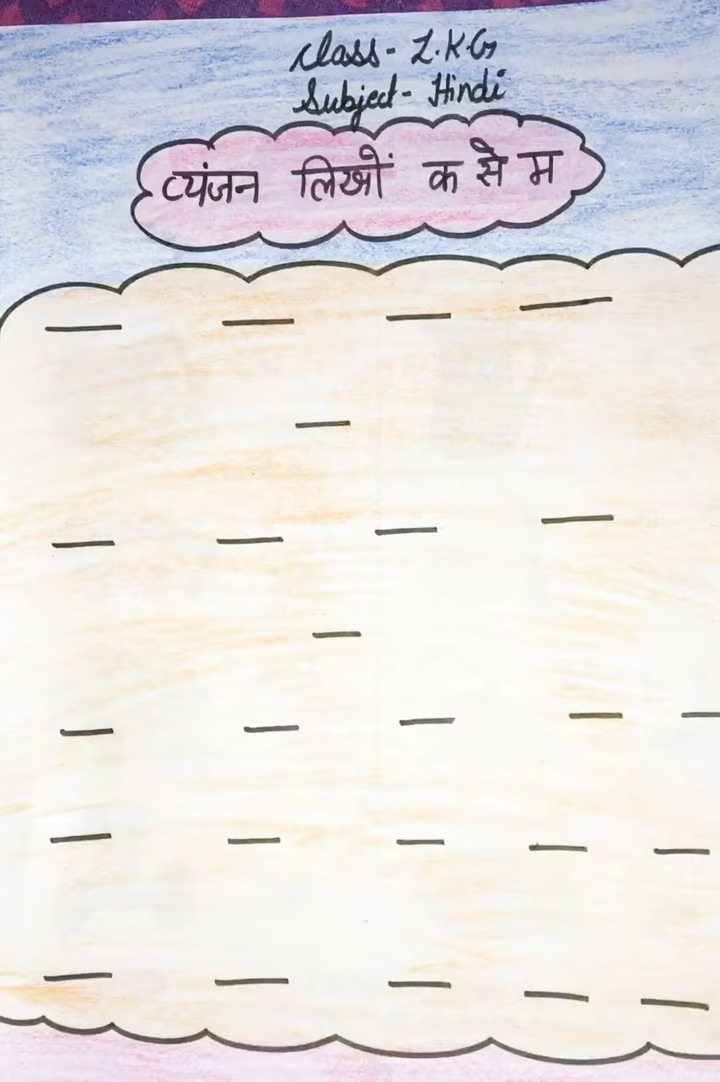 Class- L.K.G
Subject- Hindi
व्यंजन लिखों क से म